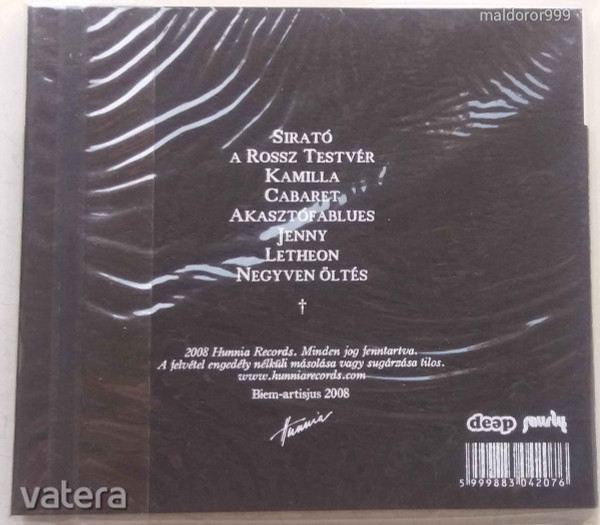 maldoror999
SIRATÓ
A ROSSZ TESTVÉR
KAMILLA
CABARET
AKASZTÓFABLUES
JENNY
LETHEON
NEGYVEN ÖLTÉS
†
2008 Hunnia Records. Minden jog fenntartva.
A felvétel engedély nélküli másolása vagy sugárzása tilos.
www.hunniarecords.com
Biem-artisjus 2008
Hunnia
deep
5 999883 042076
vatera